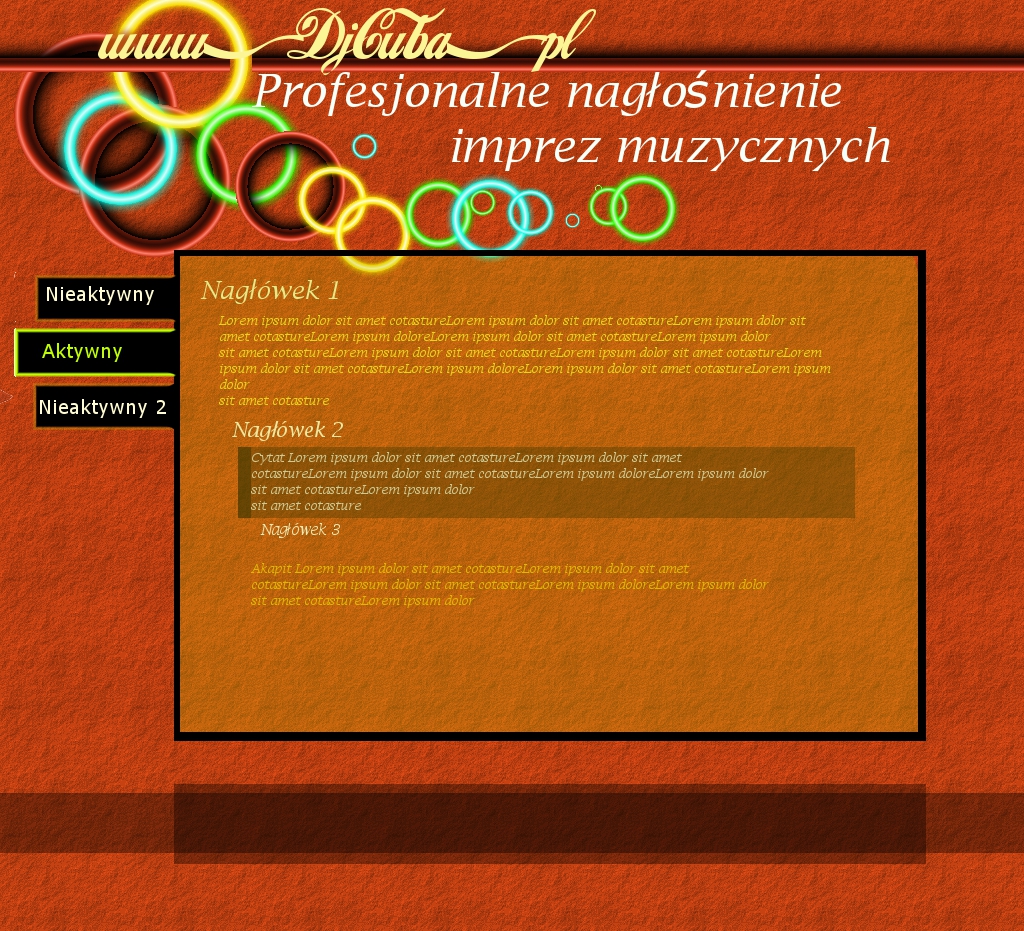 www DjCuba pl
Profesjonalne nagłośnienie
imprez muzycznych
Nieaktywny
Aktywny
Nieaktywny 2
Nagłówek 1
Lorem ipsum dolor sit amet cotastureLorem ipsum dolor sit amet cotastureLorem ipsum dolor sit
amet cotastureLorem ipsum doloreLorem ipsum dolor sit amet cotastureLorem ipsum dolor
sit amet cotastureLorem ipsum dolor sit amet cotastureLorem ipsum dolor sit amet cotastureLorem
ipsum dolor sit amet cotastureLorem ipsum doloreLorem ipsum dolor sit amet cotastureLorem ipsum
dolor
sit amet cotasture
Nagłówek 2
Cytat Lorem ipsum dolor sit amet cotastureLorem ipsum dolor sit amet
cotastureLorem ipsum dolor sit amet cotastureLorem ipsum doloreLorem ipsum dolor
sit amet cotastureLorem ipsum dolor
sit amet cotasture
Nagłówek 3
Akapit Lorem ipsum dolor sit amet cotastureLorem ipsum dolor sit amet
cotastureLorem ipsum dolor sit amet cotastureLorem ipsum doloreLorem ipsum dolor
sit amet cotastureLorem ipsum dolor